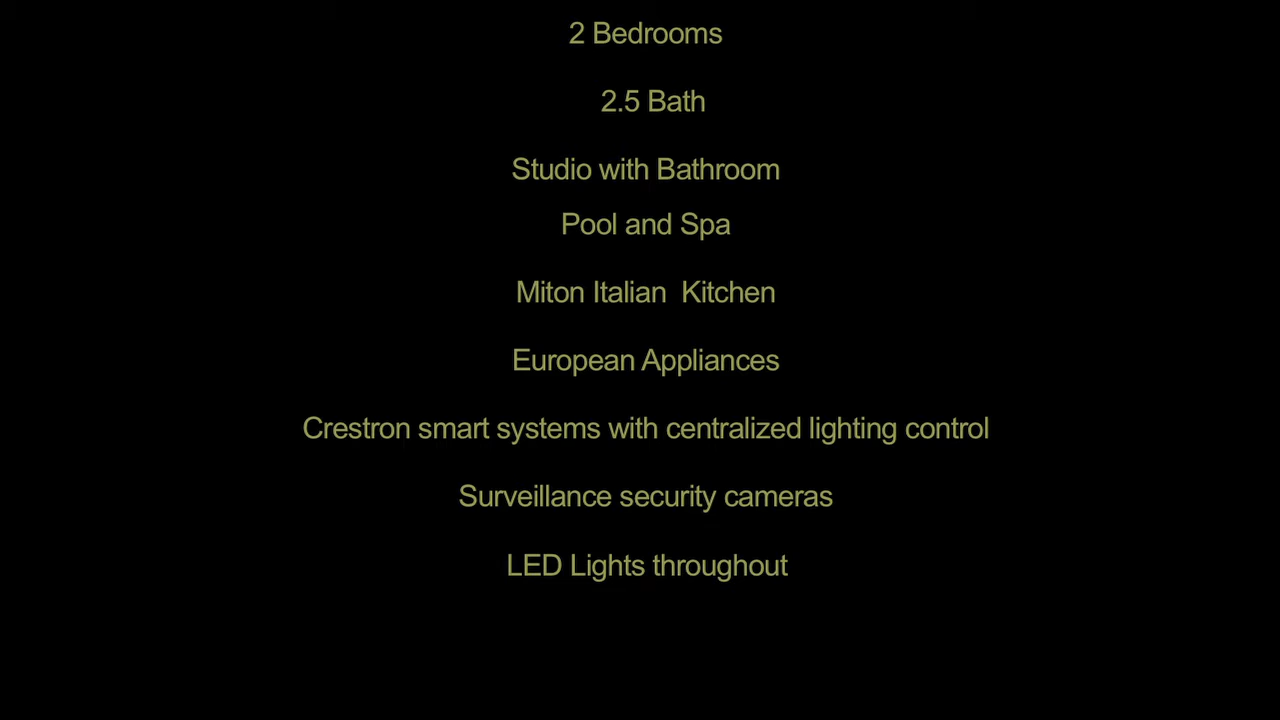 2 Bedrooms
2.5 Bath
Studio with Bathroom
Pool and Spa
Miton Italian  Kitchen
European Appliances
Crestron smart systems with centralized lighting control
Surveillance security cameras
LED Lights throughout